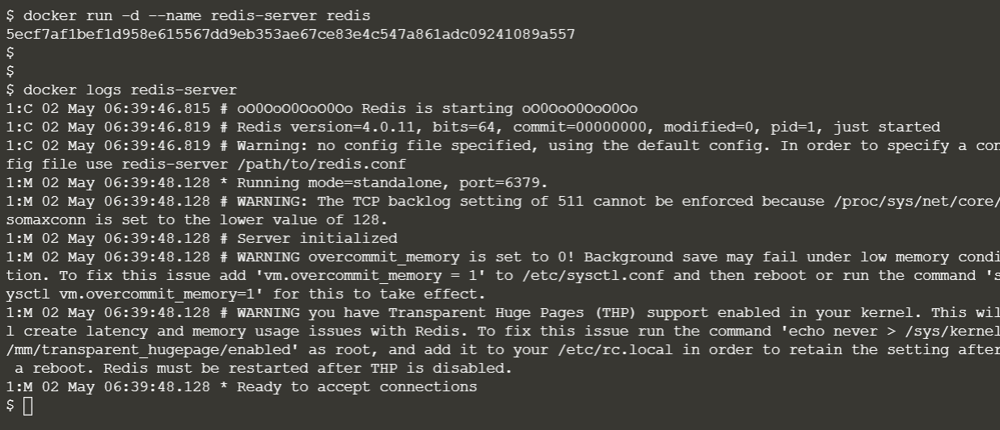 $ docker run -d --name redis-server redis
5ecf7af1bef1d958e615567dd9eb353ae67ce83e4c547a861adc09241089a557
$
$
$ docker logs redis-server
1:C 02 May 06:39:46.815 # oO0OoO0OoO0Oo Redis is starting oO0OoO0OoO0Oo
1:C 02 May 06:39:46.819 # Redis version=4.0.11, bits=64, commit=00000000, modified=0, pid=1, just started
1:C 02 May 06:39:46.819 # Warning: no config file specified, using the default config. In order to specify a con
fig file use redis-server /path/to/redis.conf
1:M 02 May 06:39:48.128 * Running mode=standalone, port=6379.
1:M 02 May 06:39:48.128 # WARNING: The TCP backlog setting of 511 cannot be enforced because /proc/sys/net/core/
somaxconn is set to the lower value of 128.
1:M 02 May 06:39:48.128 # Server initialized
1:M 02 May 06:39:48.128 # WARNING overcommit_memory is set to 0! Background save may fail under low memory condi
tion. To fix this issue add 'vm.overcommit_memory = 1' to /etc/sysctl.conf and then reboot or run the command 's
ysctl vm.overcommit_memory=1' for this to take effect.
1:M 02 May 06:39:48.128 # WARNING you have Transparent Huge Pages (THP) support enabled in your kernel. This wil
l create latency and memory usage issues with Redis. To fix this issue run the command 'echo never > /sys/kernel
/mm/transparent_hugepage/enabled' as root, and add it to your /etc/rc.local in order to retain the setting after
 a reboot. Redis must be restarted after THP is disabled.
1:M 02 May 06:39:48.128 * Ready to accept connections
$